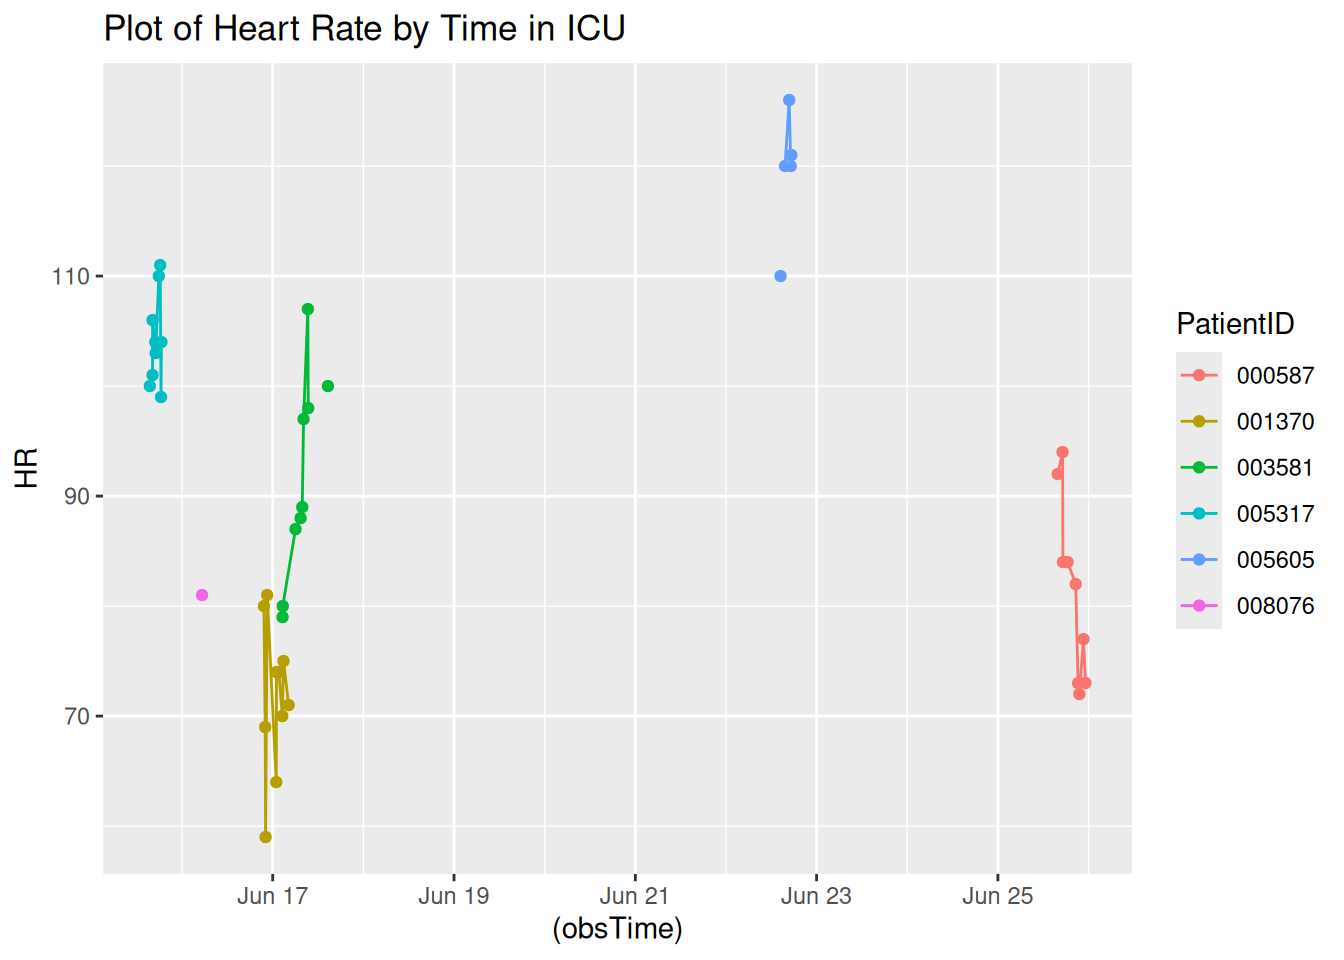 Plot of Heart Rate by Time in ICU
HR
110
90
70
Jun 17 Jun 19 Jun 21 Jun 23 Jun 25
(obsTime)
PatientID
000587
001370
003581
005317
005605
008076